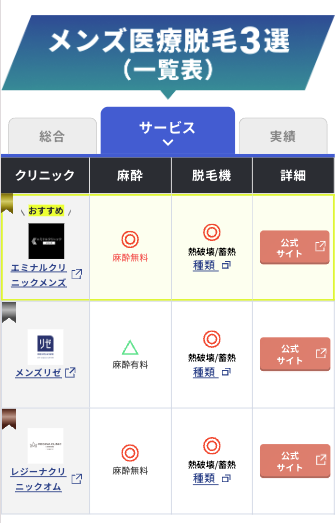 メンズ医療脱毛3選
（一覧表）
総合
サービス
実績
クリニック
麻酔
脱毛機
詳細
おすすめ
エミナルクリ
ニックメンズ
麻酔無料
熱破壊/蓄熱
種類
公式
サイト
リゼ
メンズリゼ
麻酔有料
熱破壊/蓄熱
種類
公式
サイト
レジーナクリ
ニックオム
麻酔無料
熱破壊/蓄熱
種類
公式
サイト